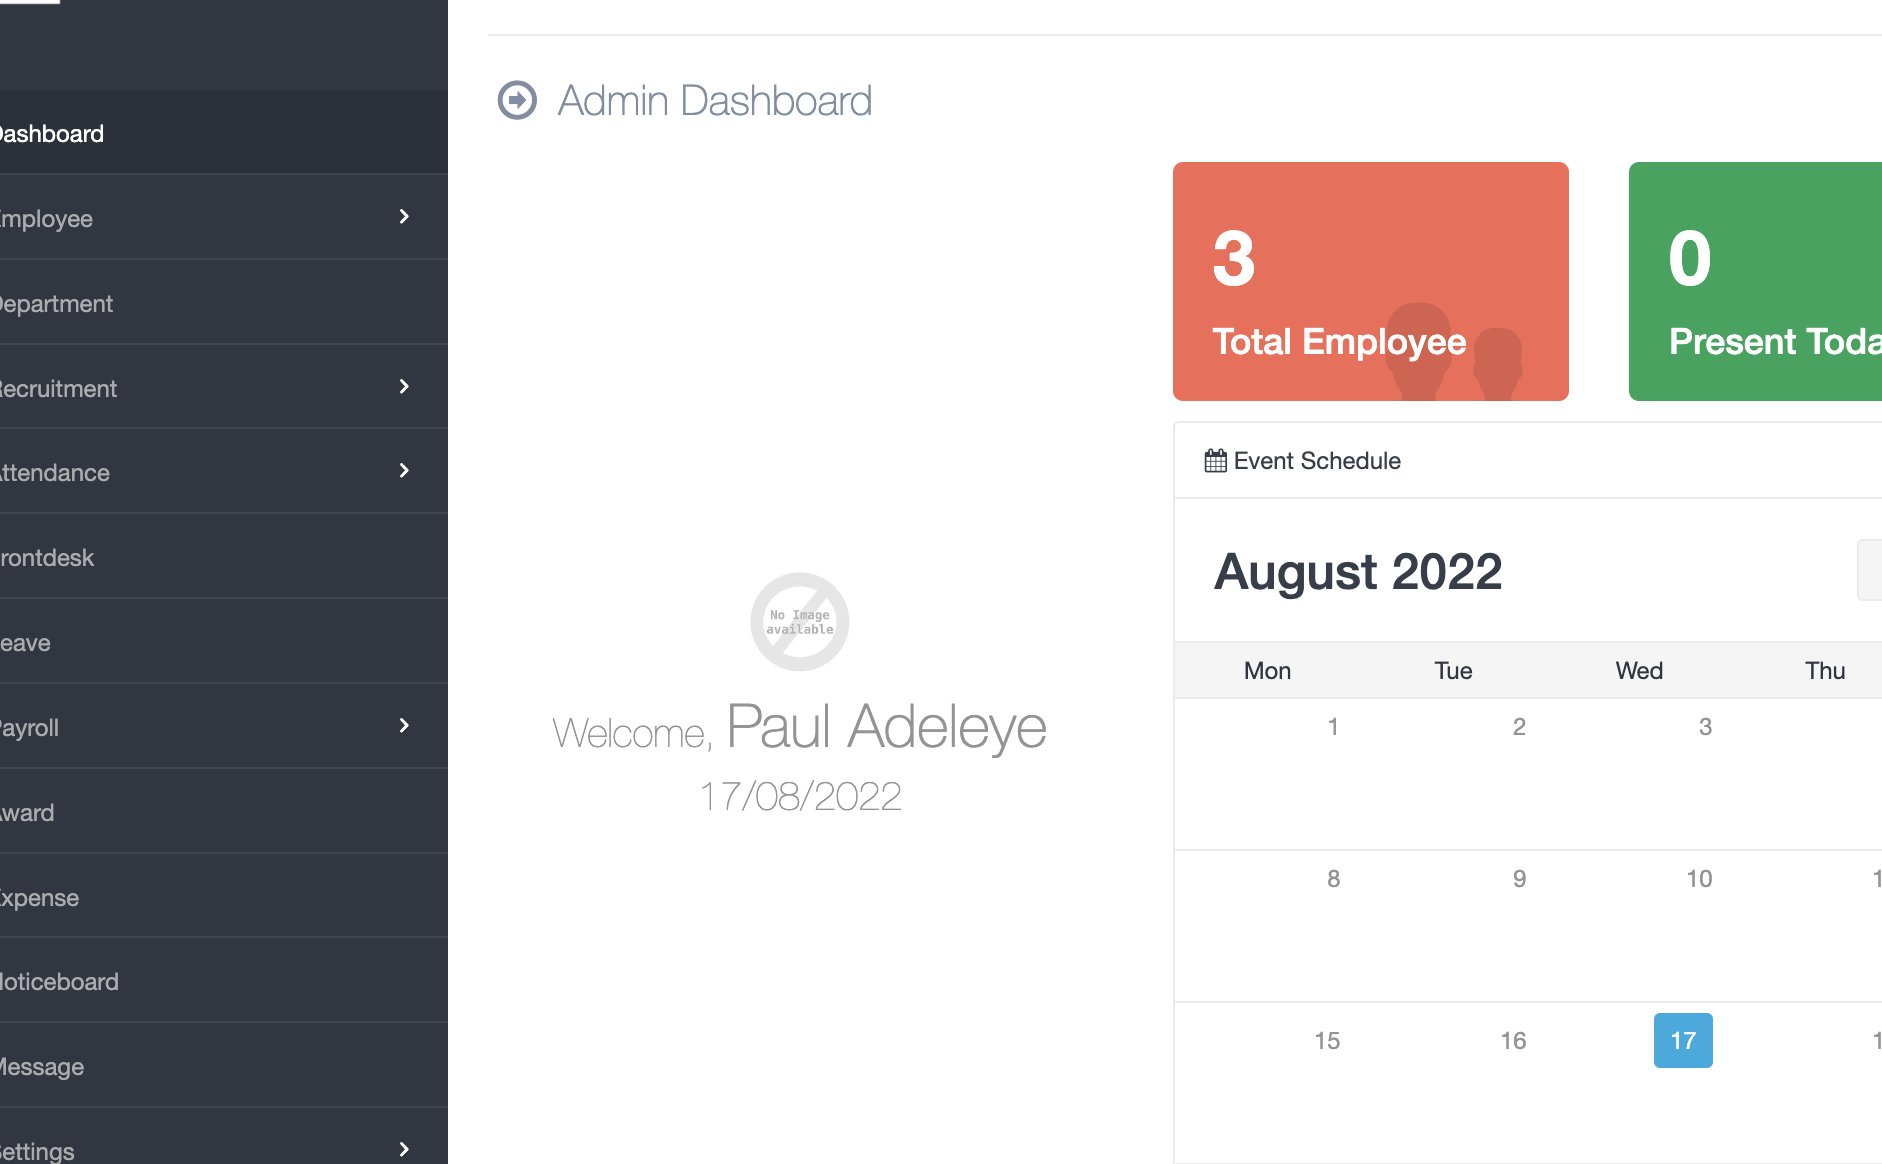 Dashboard
Employee
Department
Recruitment
Attendance
Frontdesk
Leave
Payroll
Award
Expense
Noticeboard
Message
Settings
Admin Dashboard
No Image
available
Welcome, Paul Adeleye
17/08/2022
3
Total Employee
0
Present Toda
Event Schedule
August 2022
Mon Tue Wed Thu
1 2 3
8 9 10 1
15 16 17 1